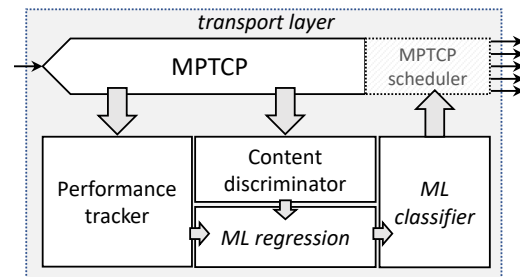 transport layer
MPTCP
MPTCP
scheduler
Performance
tracker
Content
discriminator
ML regression
ML
classifier